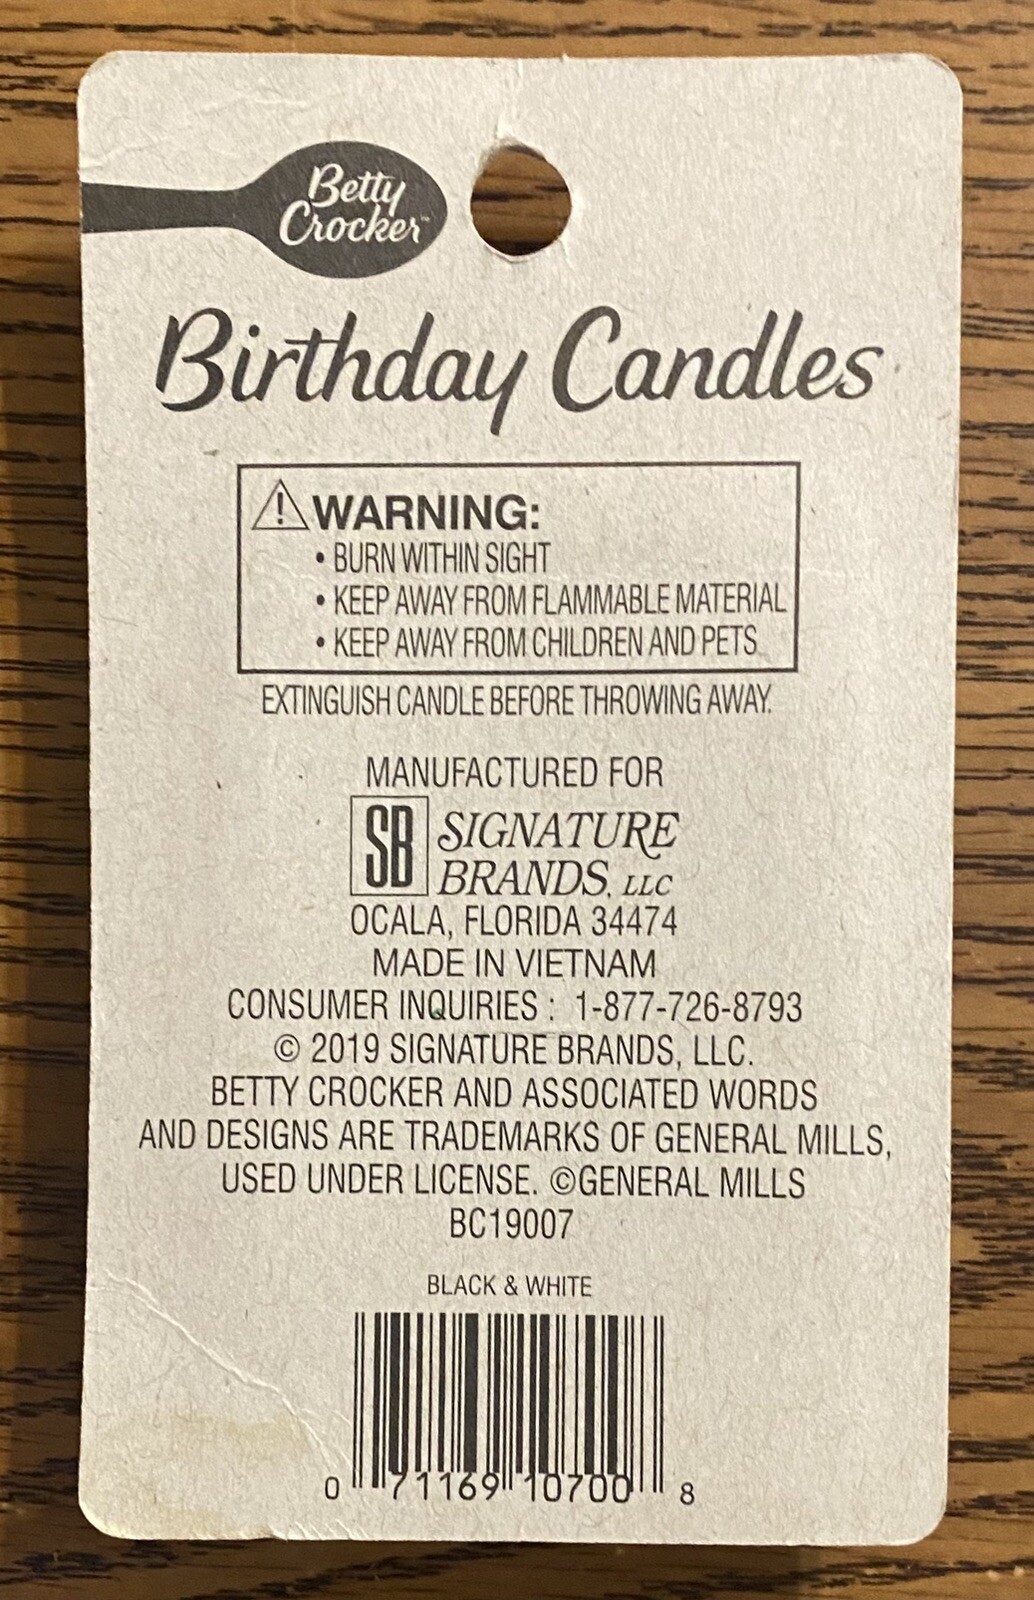 Betty
Crocker™
Birthday Candles
⚠ WARNING:
• BURN WITHIN SIGHT
• KEEP AWAY FROM FLAMMABLE MATERIAL
• KEEP AWAY FROM CHILDREN AND PETS
EXTINGUISH CANDLE BEFORE THROWING AWAY.
MANUFACTURED FOR
SB SIGNATURE
BRANDS, LLC
OCALA, FLORIDA 34474
MADE IN VIETNAM
CONSUMER INQUIRIES : 1-877-726-8793
© 2019 SIGNATURE BRANDS, LLC.
BETTY CROCKER AND ASSOCIATED WORDS
AND DESIGNS ARE TRADEMARKS OF GENERAL MILLS,
USED UNDER LICENSE. ©GENERAL MILLS
BC19007
BLACK & WHITE
0 71169 10700 8